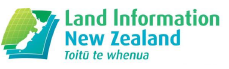 Land Information
New Zealand
Toitū te whenua